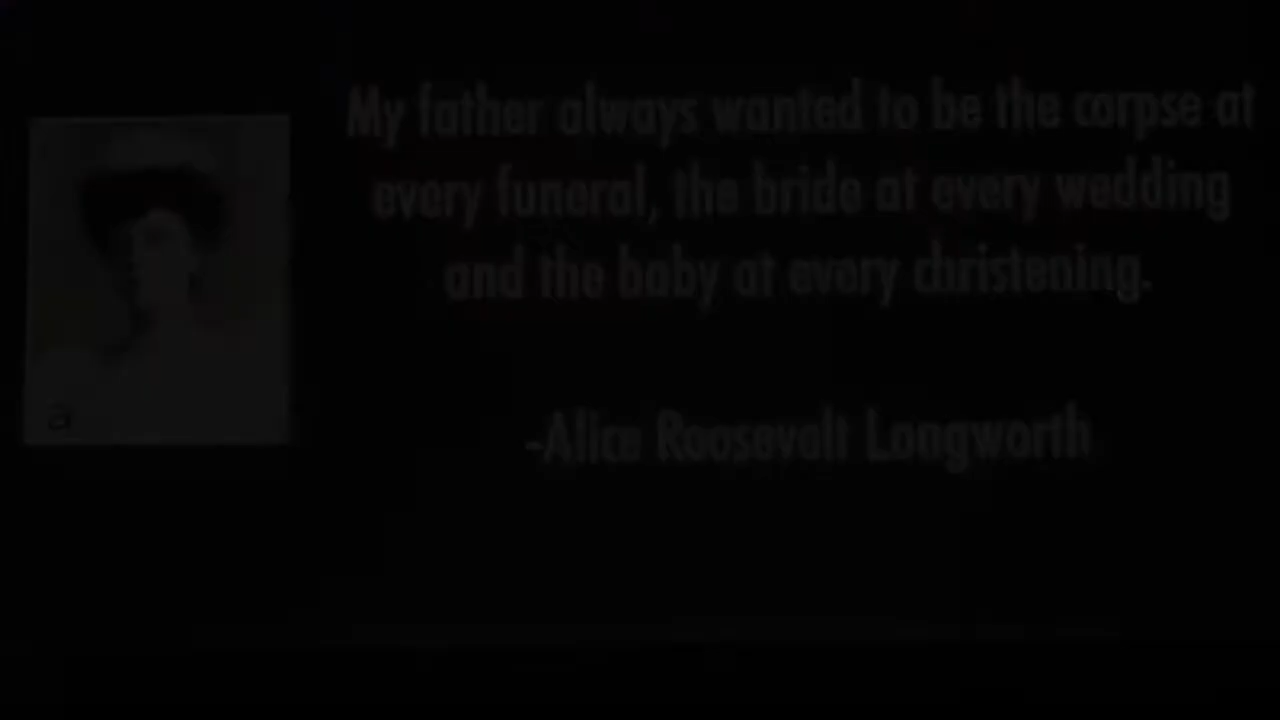 My father always wanted to be the corpse at
every funeral, the bride at every wedding
and the baby at every christening.
-Alice Roosevelt Longworth